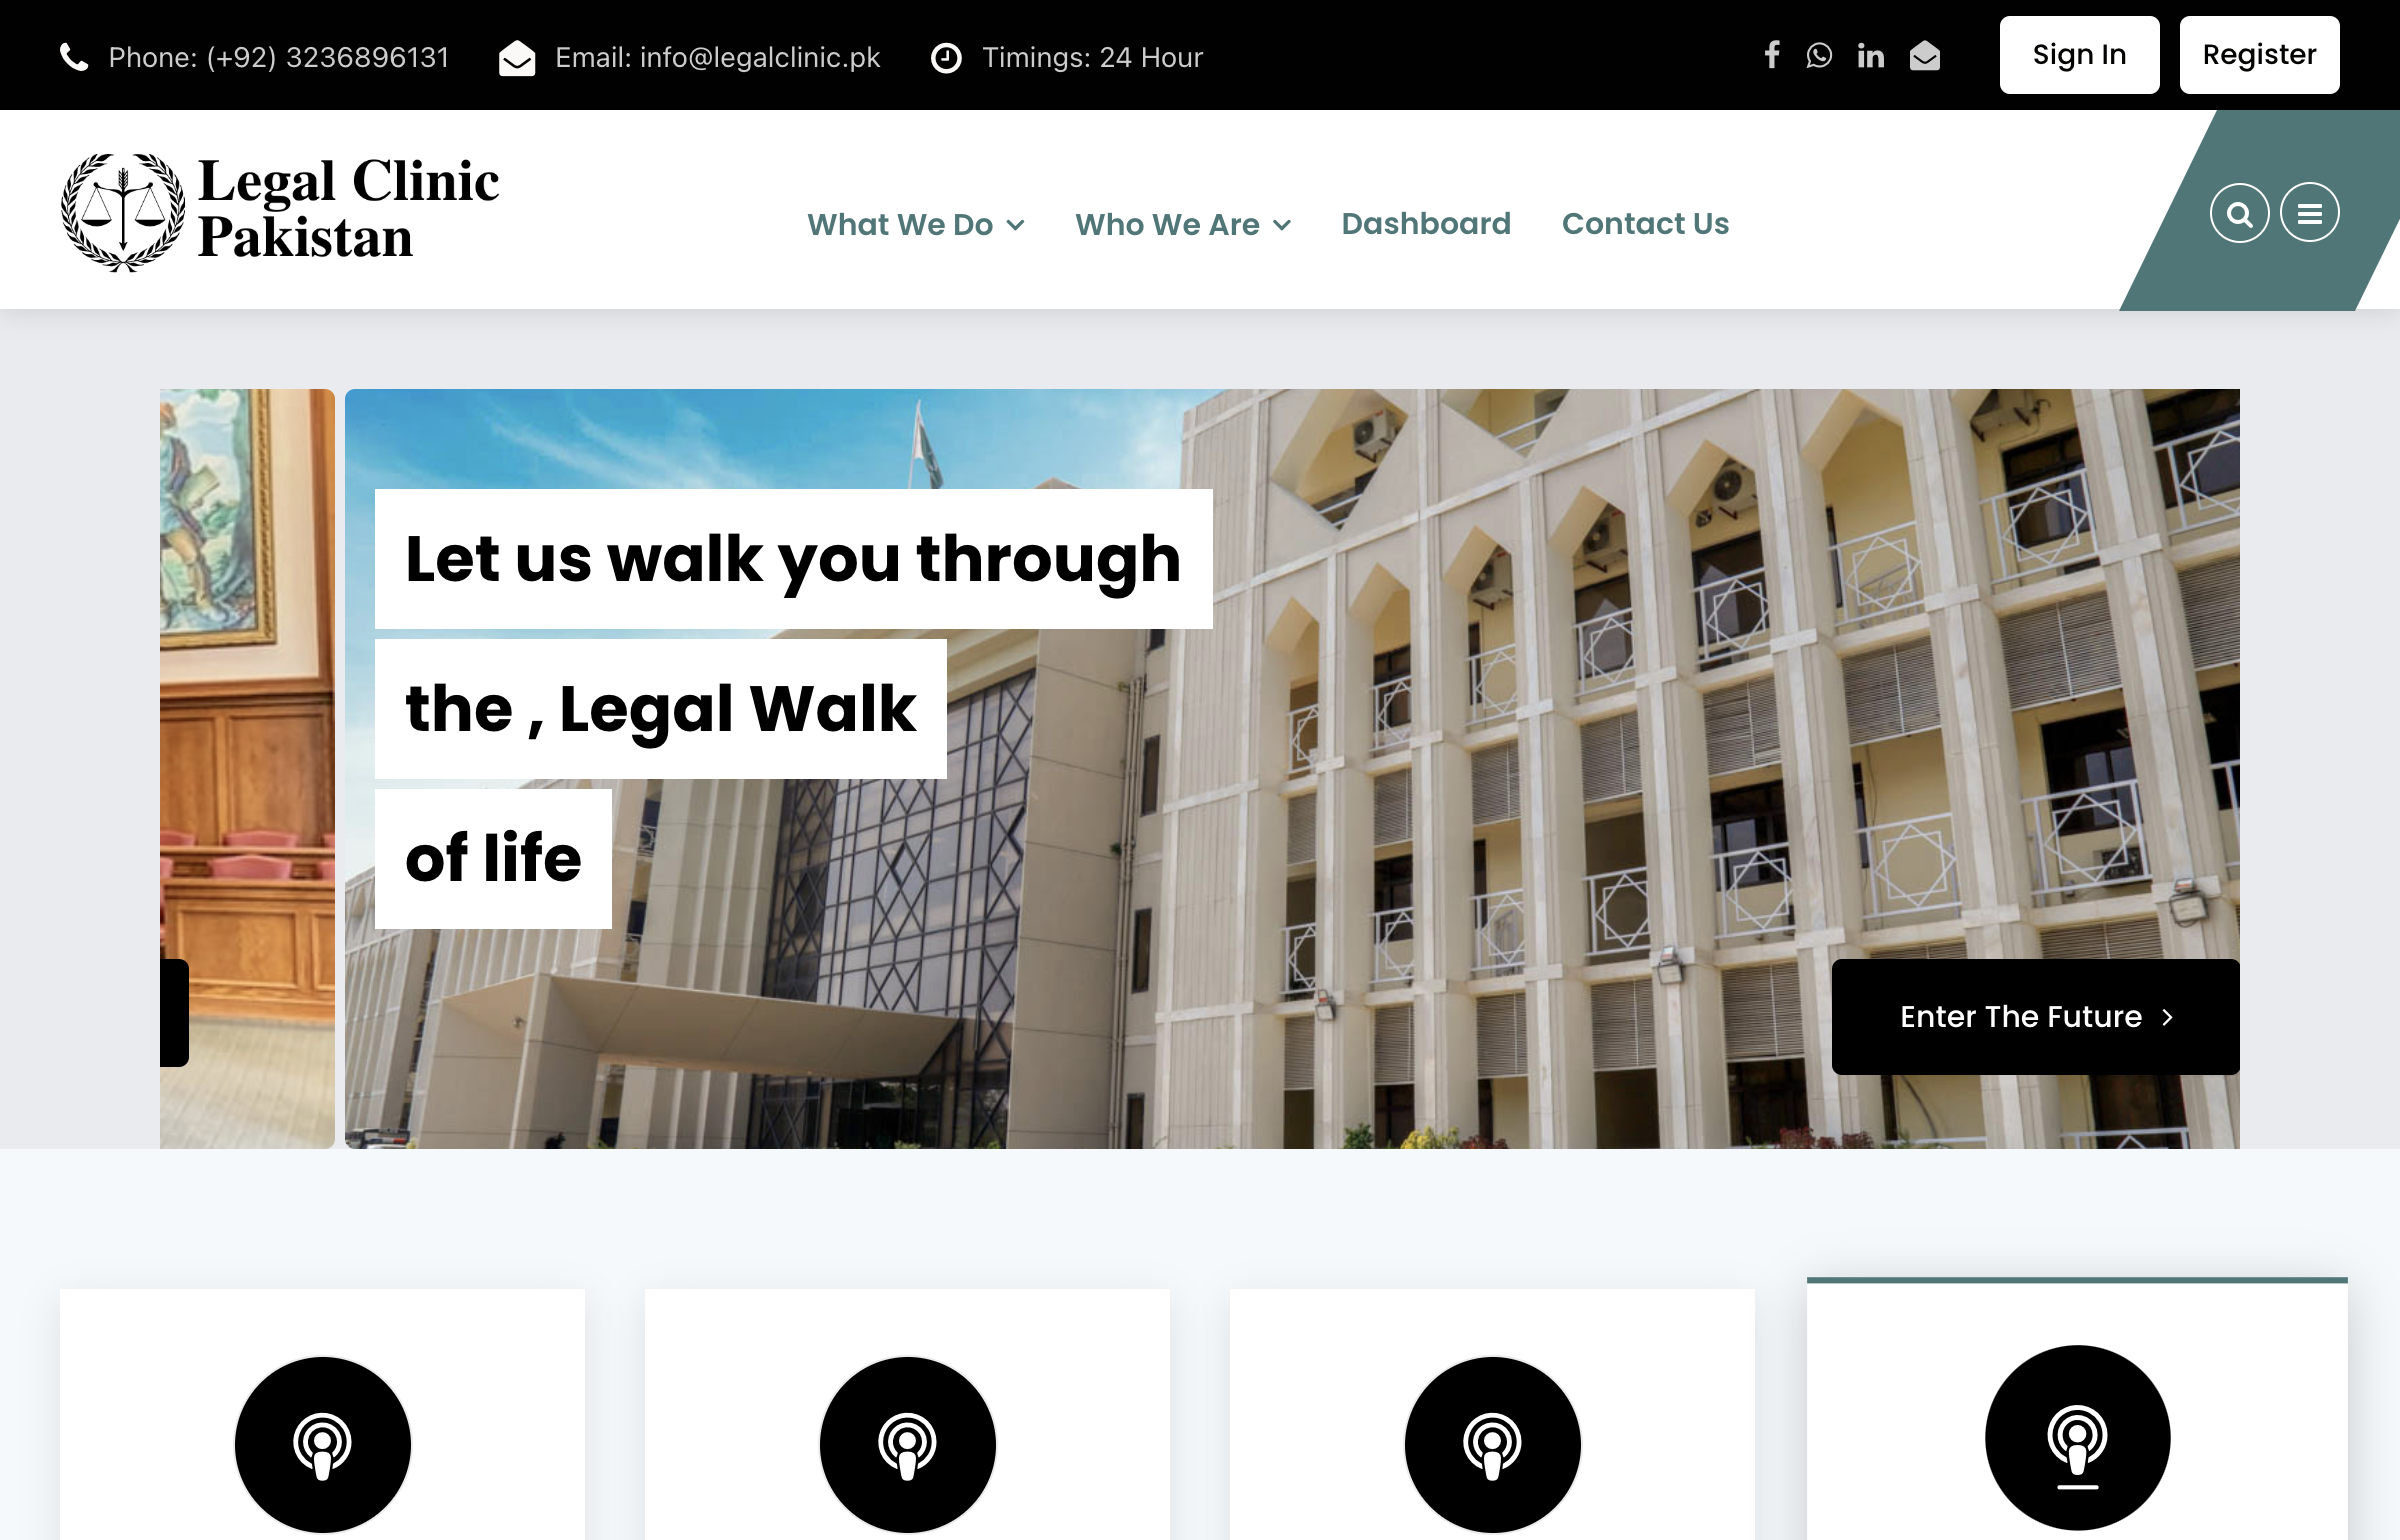 Phone: (+92) 3236896131
Email: info@legalclinic.pk
Timings: 24 Hour
Sign In
Register
Legal Clinic
Pakistan
What We Do
Who We Are
Dashboard
Contact Us
Let us walk you through
the , Legal Walk
of life
Enter The Future